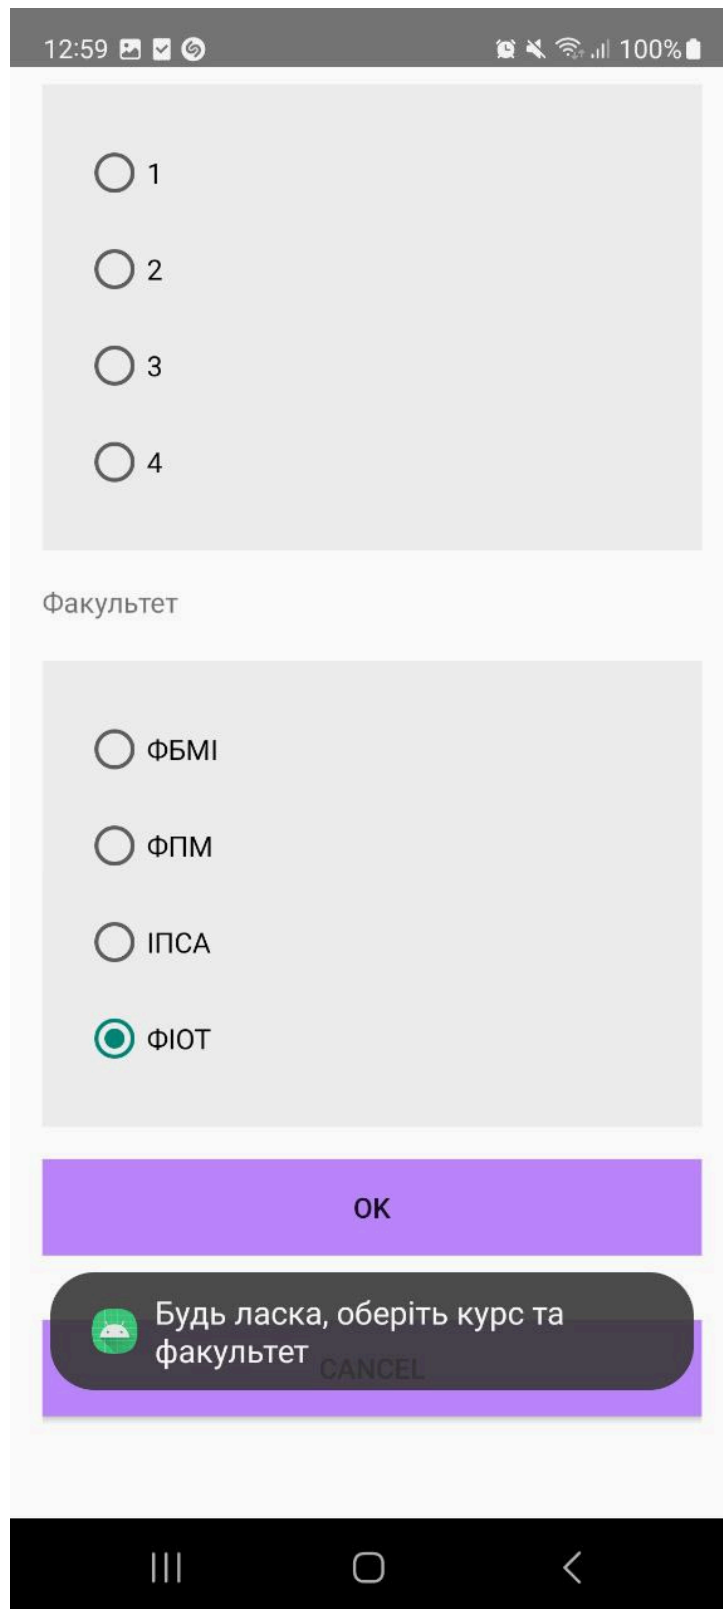 12:59
100%
1
2
3
4
Факультет
ФБМІ
ФПМ
ІПСА
ФІОТ
OK
Будь ласка, оберіть курс та
факультет
CANCEL